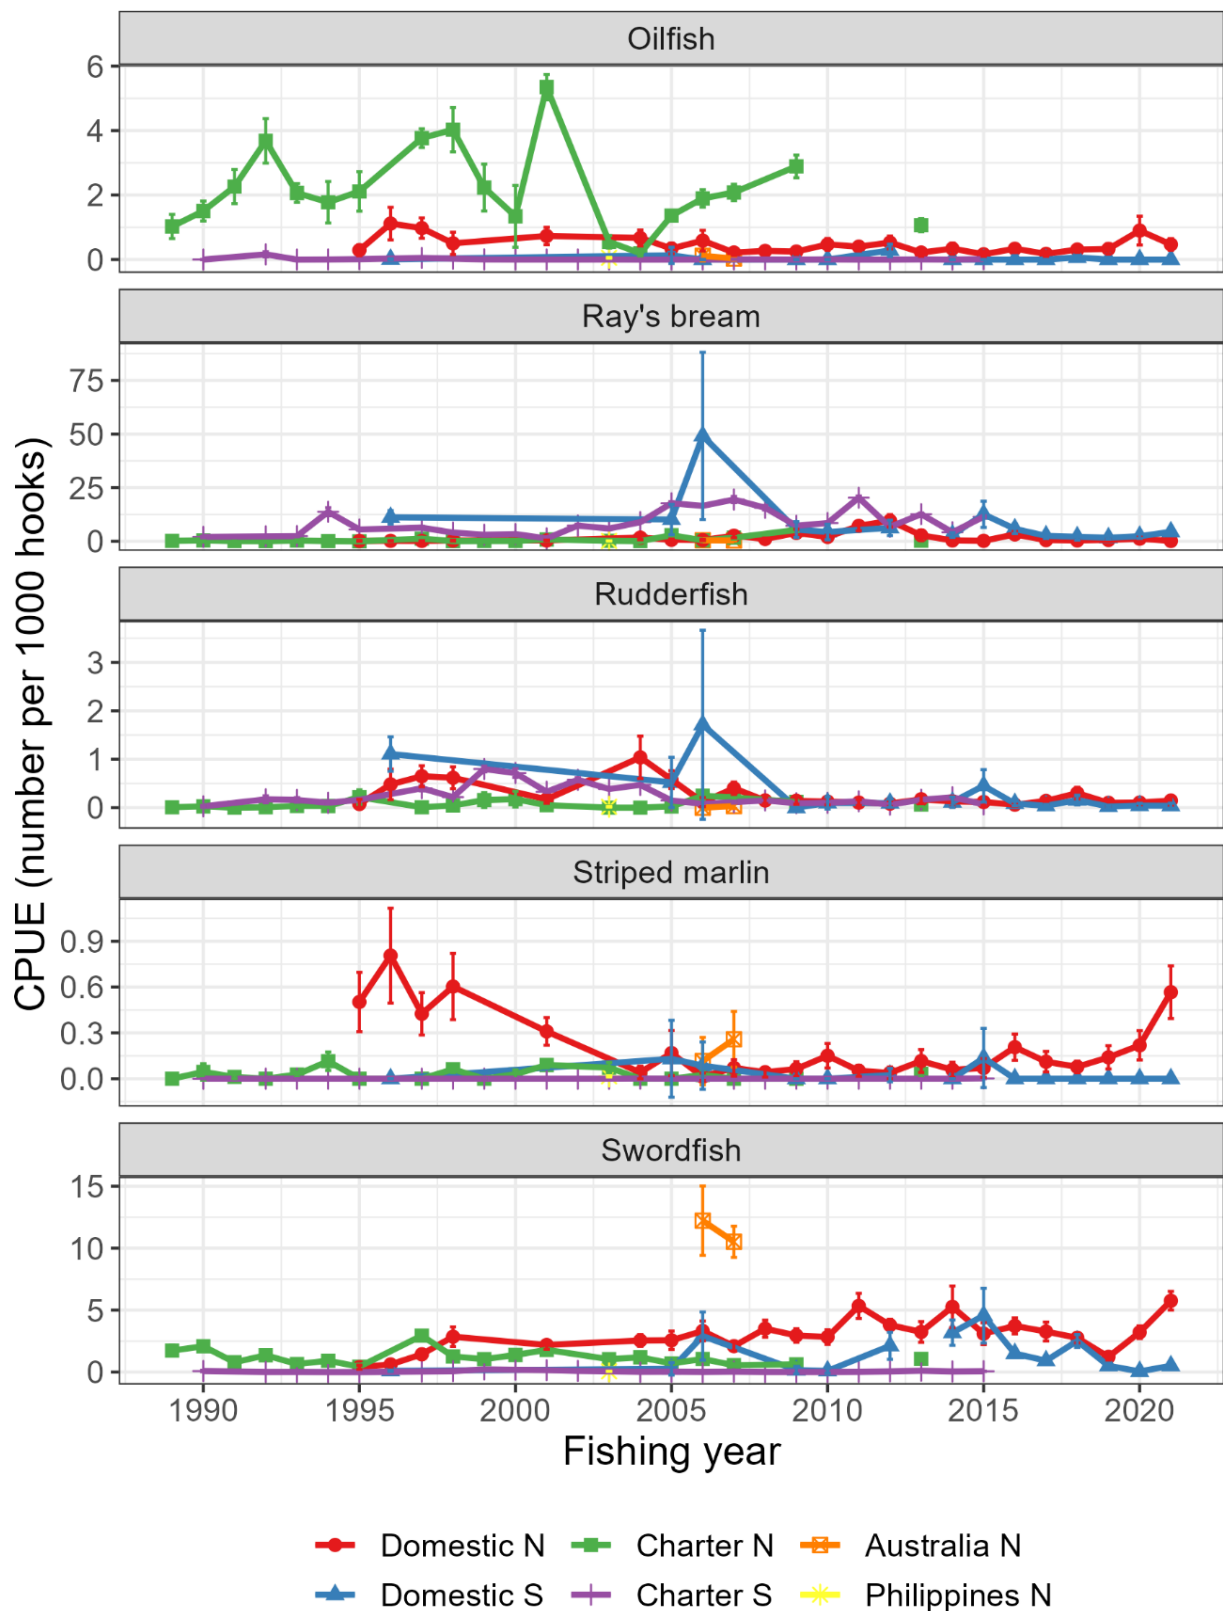 Oilfish
6
4
2
0
Ray's bream
75
50
25
0
Rudderfish
3
2
1
0
Striped marlin
0.9
0.6
0.3
0.0
Swordfish
15
10
5
0
CPUE (number per 1000 hooks)
1990 1995 2000 2005 2010 2015 2020
Fishing year
Domestic N Charter N Australia N
Domestic S Charter S Philippines N